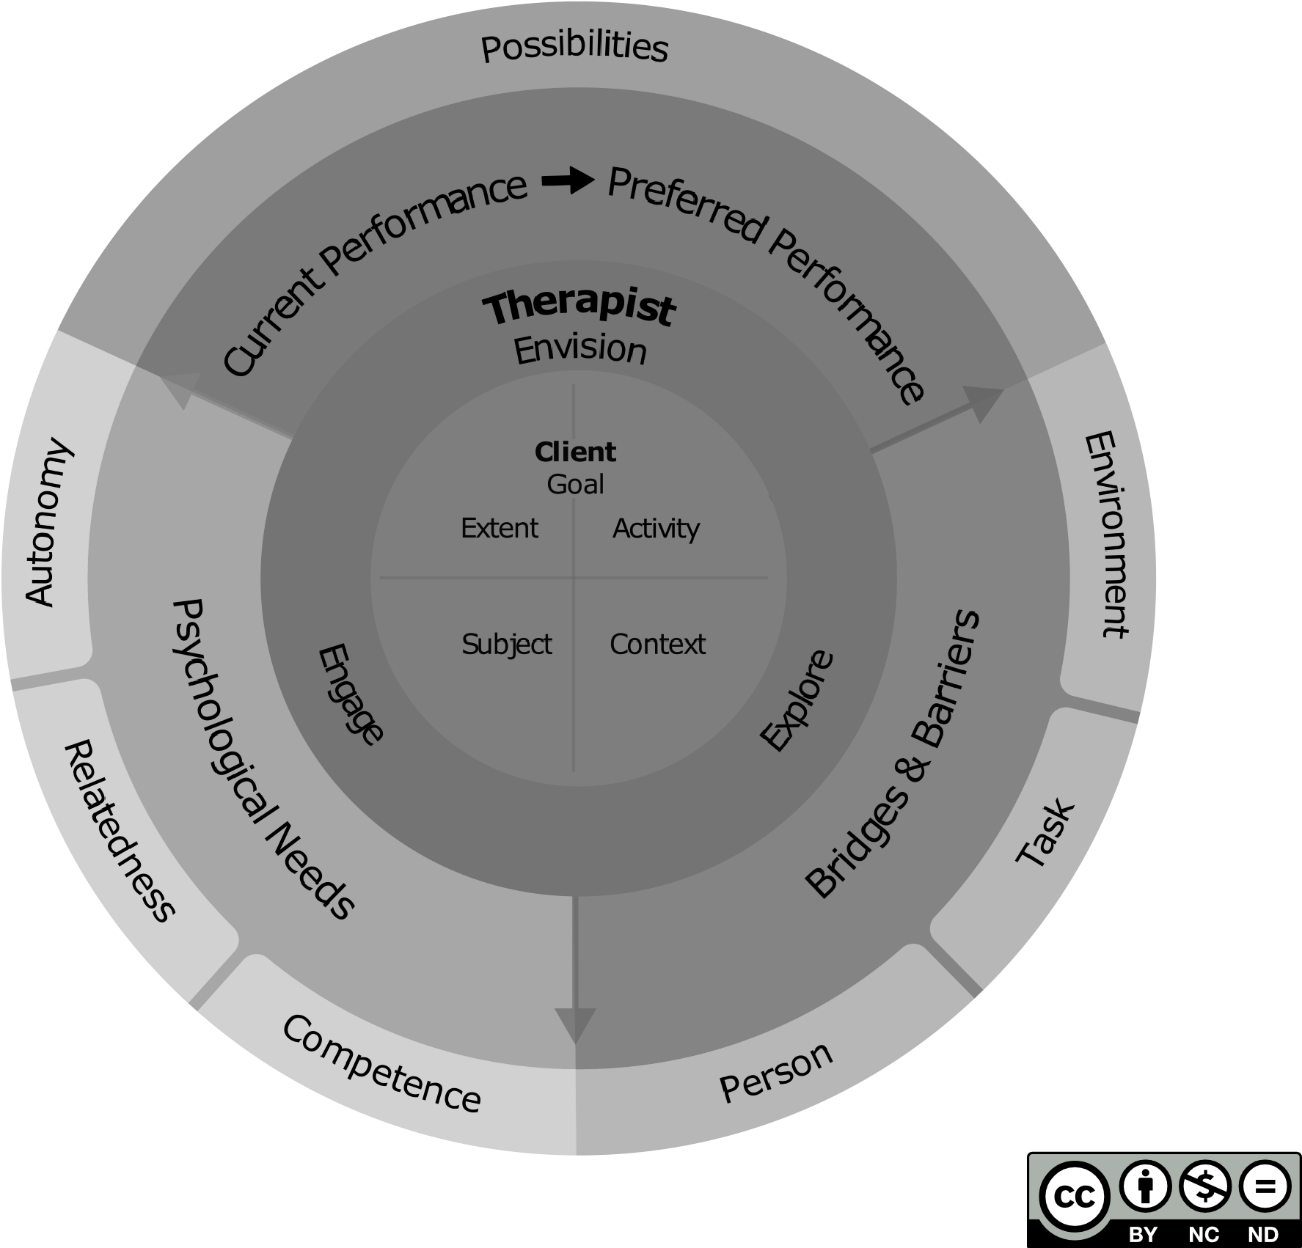 Possibilities
Current Performance
Preferred Performance
Therapist
Envision
Client
Goal
Extent
Activity
Subject
Context
Engage
Explore
Psychological Needs
Bridges & Barriers
Autonomy
Relatedness
Competence
Environment
Task
Person
cc
BY NC ND